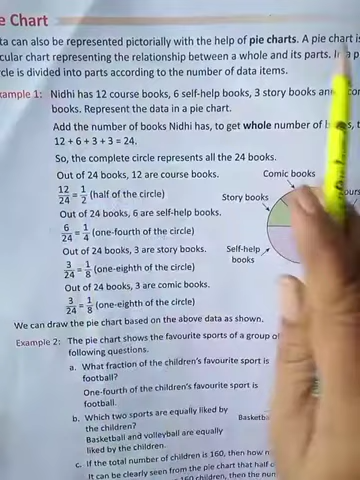 e Chart
ta can also be represented pictorially with the help of pie charts. A pie chart is
cular chart representing the relationship between a whole and its parts. In a p
rcle is divided into parts according to the number of data items.
xample 1: Nidhi has 12 course books, 6 self-help books, 3 story books and
books. Represent the data in a pie chart.
Add the number of books Nidhi has, to get whole number of
12 + 6 + 3 + 3 = 24.
So, the complete circle represents all the 24 books.
Out of 24 books, 12 are course books.
12/24 = 1/2 (half of the circle)
Out of 24 books, 6 are self-help books.
6/24 = 1/4 (one-fourth of the circle)
Out of 24 books, 3 are story books.
3/24 = 1/8 (one-eighth of the circle)
Out of 24 books, 3 are comic books.
3/24 = 1/8 (one-eighth of the circle)
Comic books
Story books
Self-help
books
We can draw the pie chart based on the above data as shown.
Example 2: The pie chart shows the favourite sports of a group of
following questions.
a. What fraction of the children's favourite sport is
football?
One-fourth of the children's favourite sport is
football.
b. Which two sports are equally liked by
the children?
Basketball and volleyball are equally
liked by the children.
Basketba
c. If the total number of children is 160, then how
It can be clearly seen from the pie chart that half
160 children, then the num